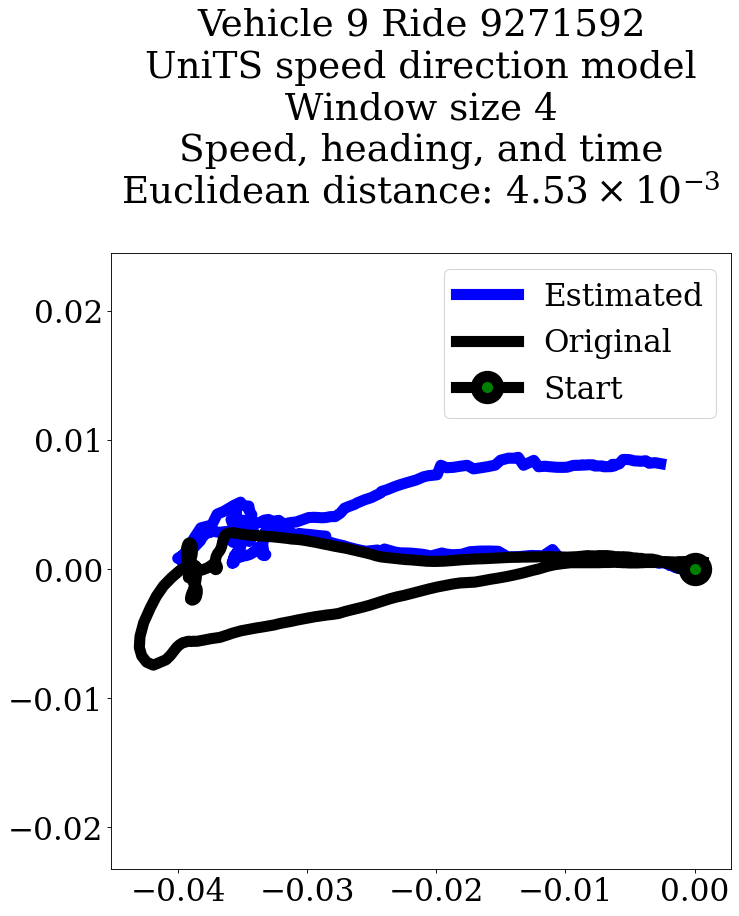 Vehicle 9 Ride 9271592
UniTS speed direction model
Window size 4
Speed, heading, and time
Euclidean distance: 4.53 × 10⁻³
Estimated
Original
Start
0.02
0.01
0.00
−0.01
−0.02
−0.04 −0.03 −0.02 −0.01 0.00